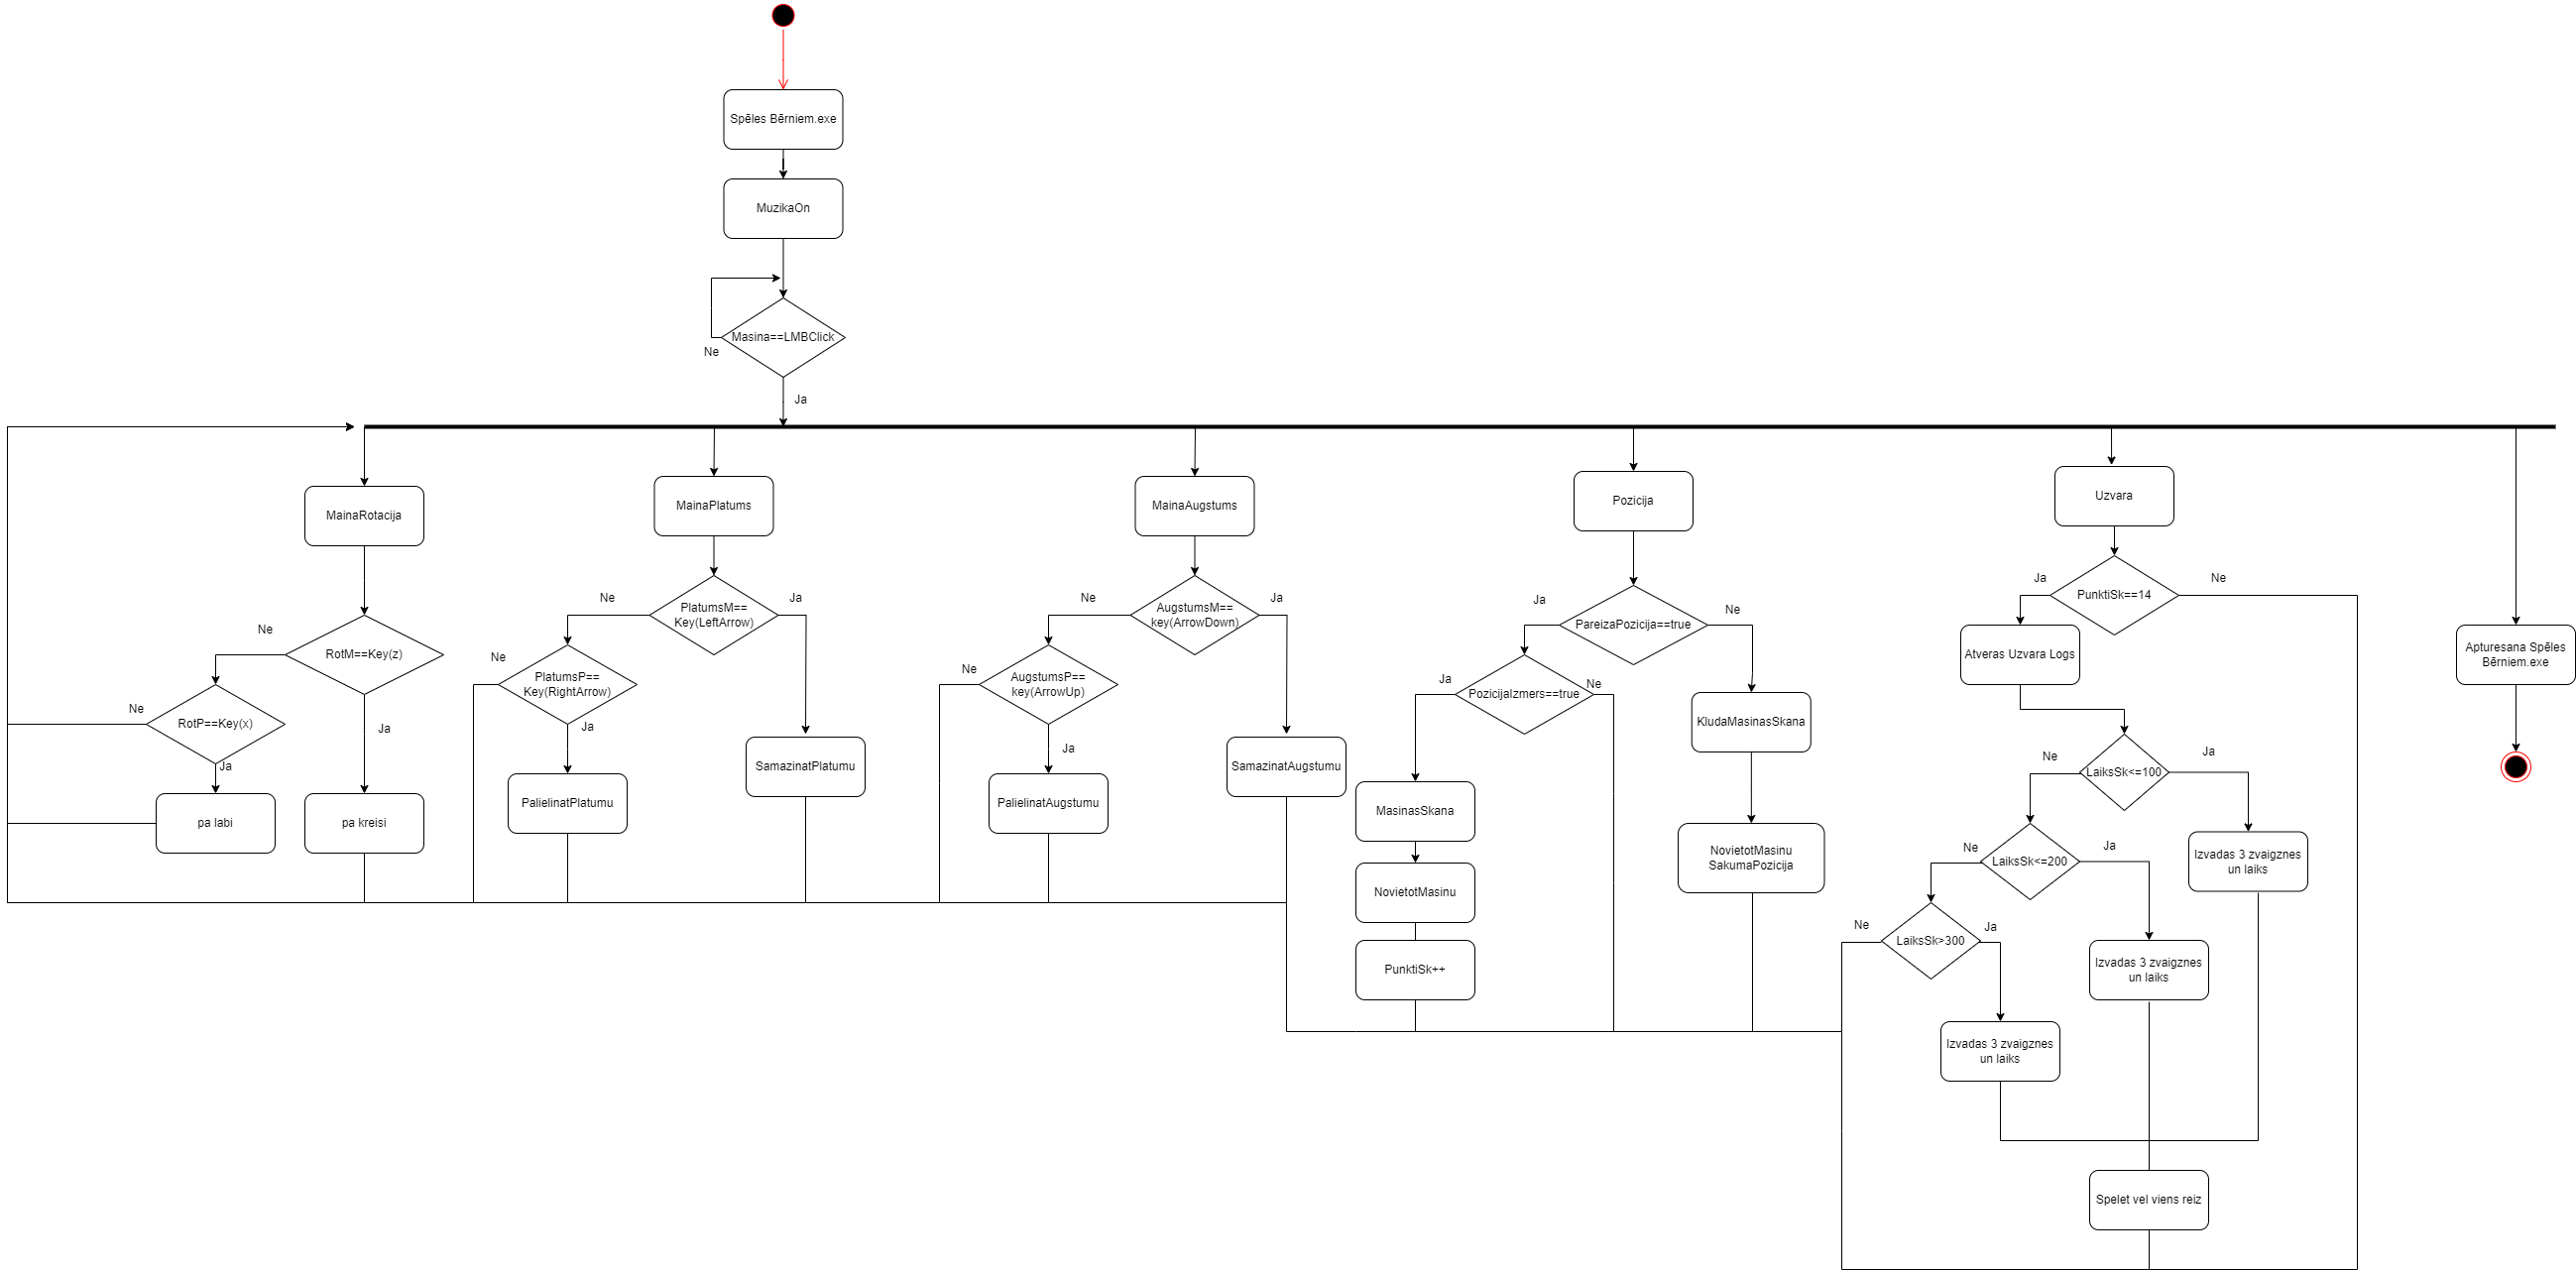 Spēles Bērniem.exe
MuzikaOn
Masina==LMBClick
Ne
Ja
MainaRotacija
RotM==Key(z)
Ne
Ja
RotP==Key(x)
Ne
Ja
pa labi
pa kreisi
MainaPlatums
PlatumsM==
Key(LeftArrow)
Ne
Ja
PlatumsP==
Key(RightArrow)
Ne
Ja
PalielinatPlatumu
SamazinatPlatumu
MainaAugstums
AugstumsM==
key(ArrowDown)
Ne
Ja
AugstumsP==
key(ArrowUp)
Ne
Ja
PalielinatAugstumu
SamazinatAugstumu
Pozicija
PareizaPozicija==true
Ja
Ne
PozicijaIzmers==true
Ja
Ne
MasinasSkana
NovietotMasinu
PunktiSk++
KludaMasinasSkana
NovietotMasinu
SakumaPozicija
Uzvara
PunktiSk==14
Ja
Ne
Atveras Uzvara Logs
LaiksSk<=100
Ne
Ja
LaiksSk<=200
Ne
Ja
Izvadas 3 zvaigznes
un laiks
LaiksSk>300
Ne
Ja
Izvadas 3 zvaigznes
un laiks
Izvadas 3 zvaigznes
un laiks
Spelet vel viens reiz
Apturesana Spēles
Bērniem.exe